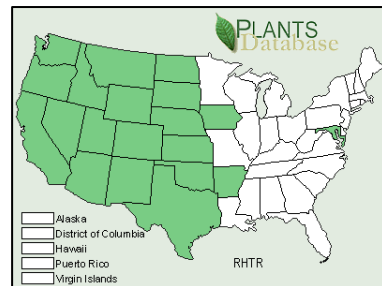 PLANTS
Database
Alaska
District of Columbia
Hawaii
Puerto Rico
Virgin Islands
RHTR